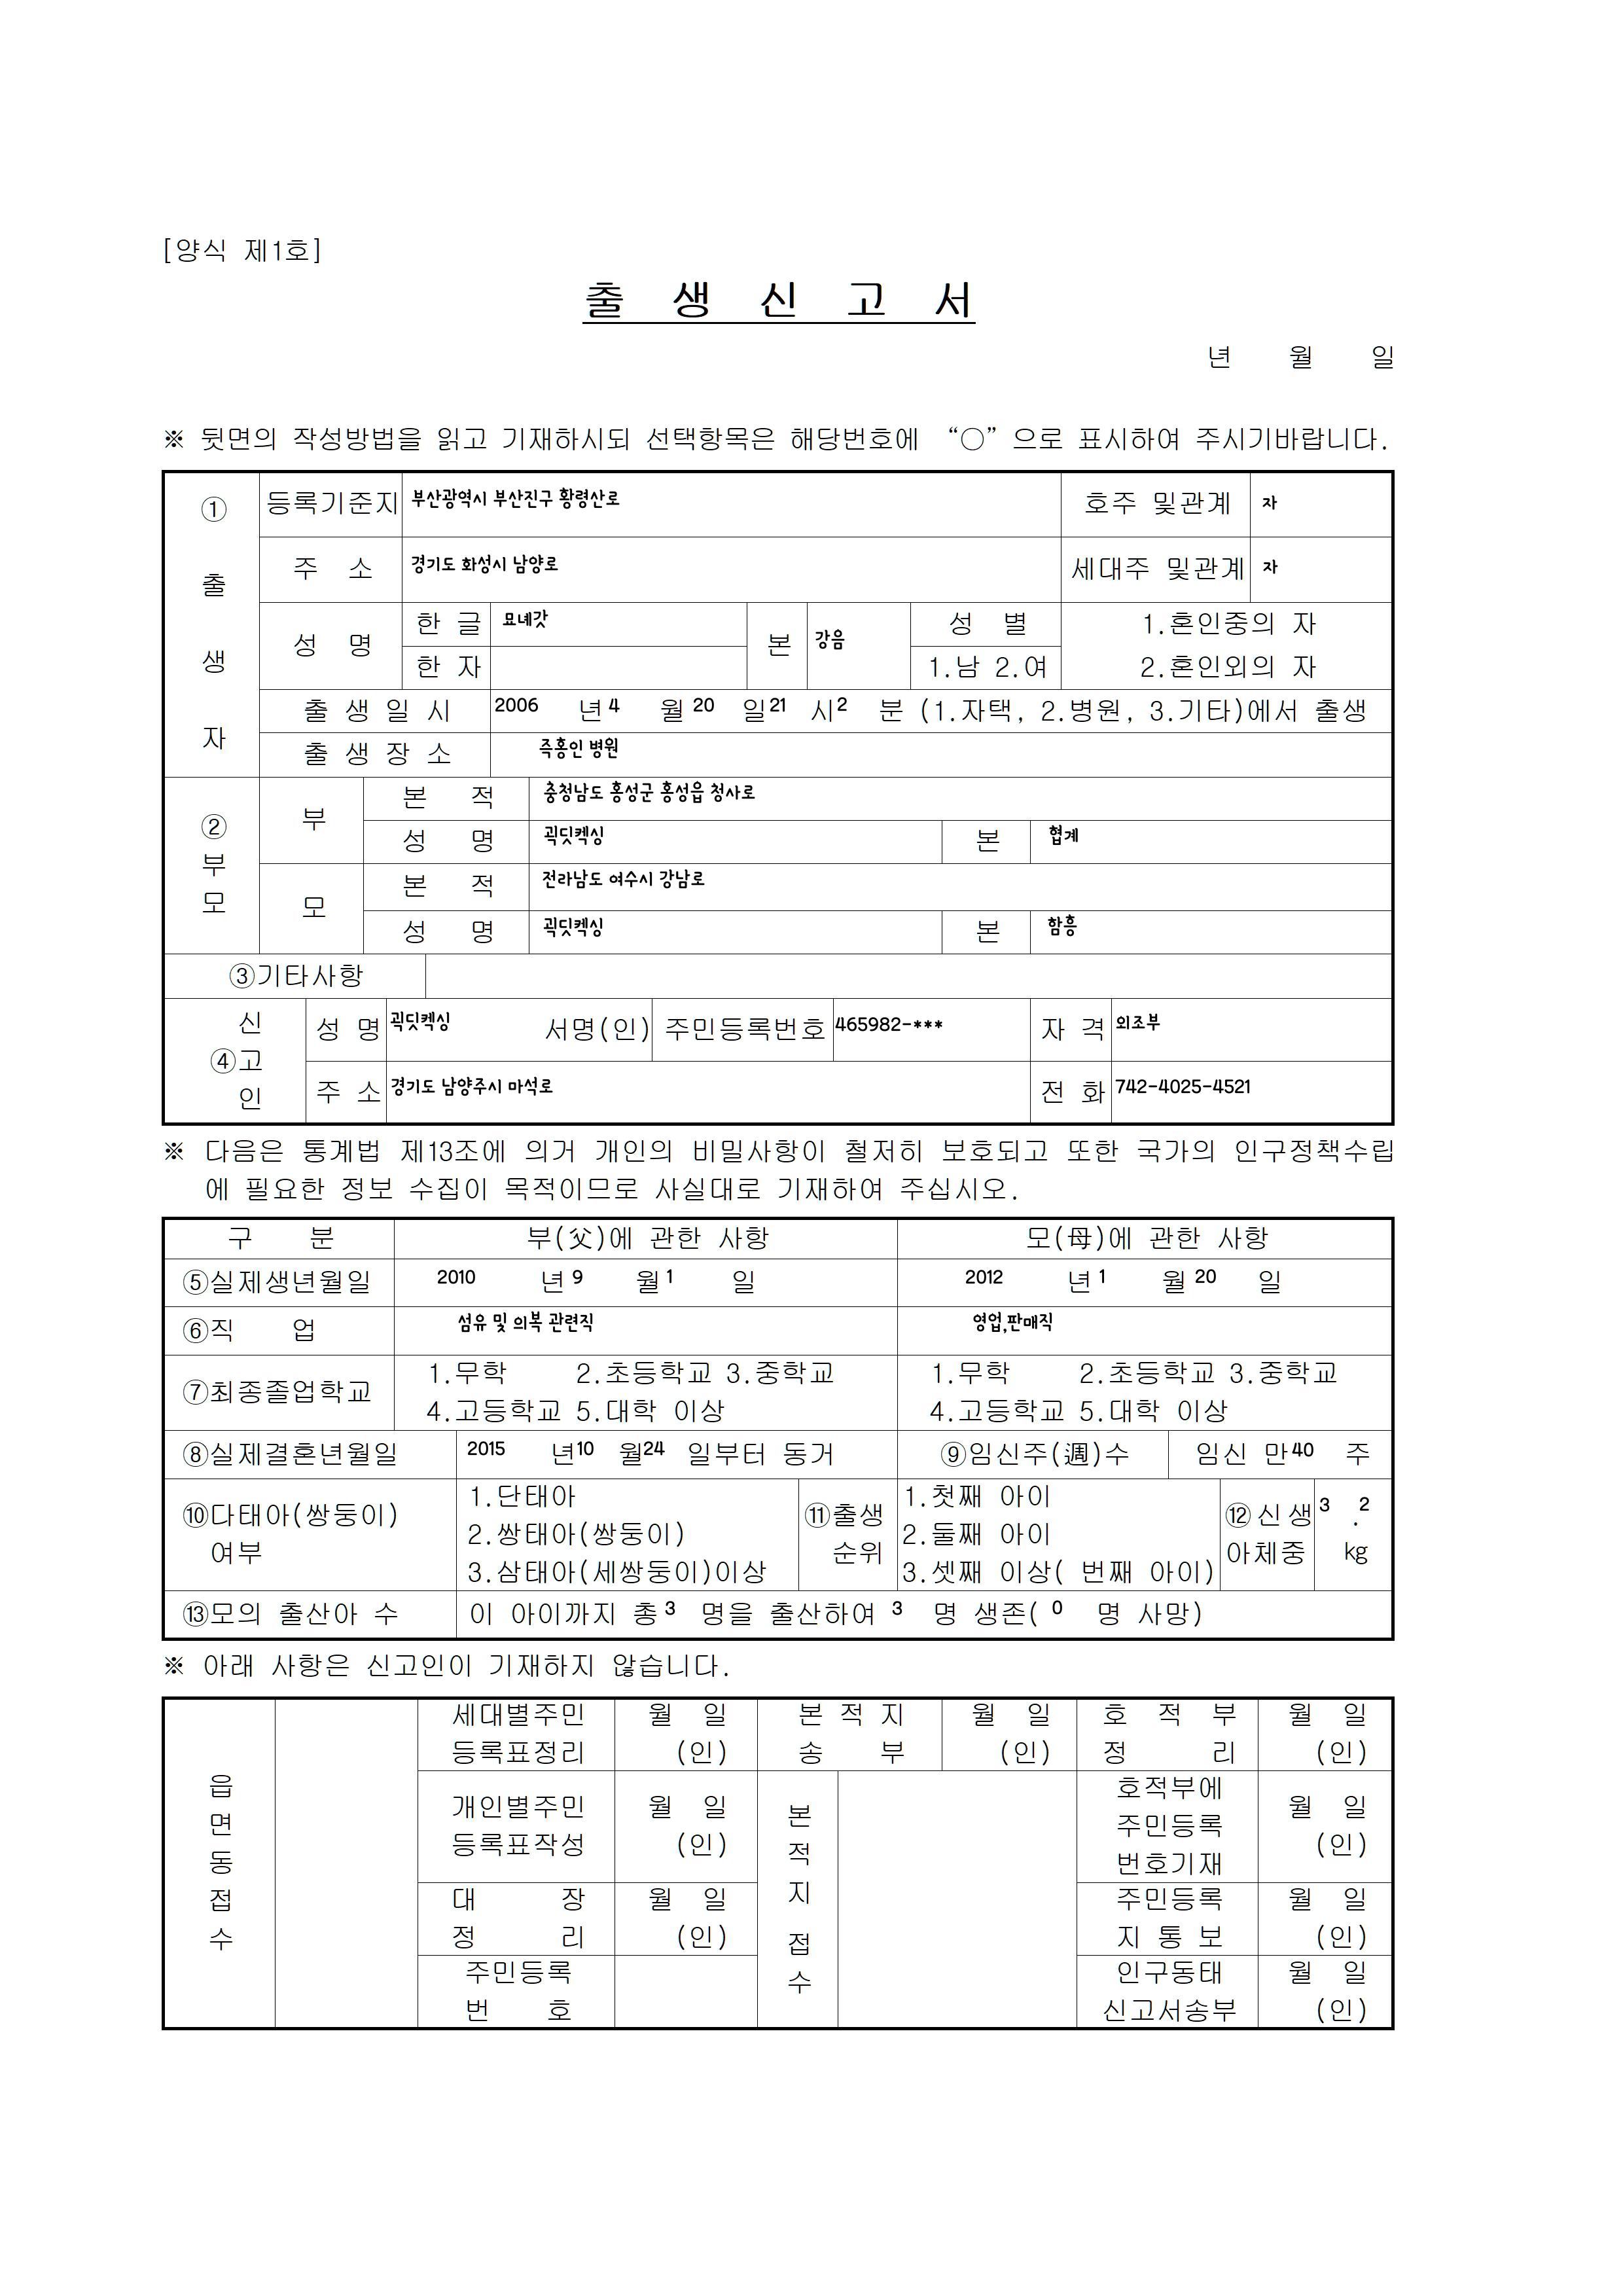 [양식 제1호]
출 생 신 고 서
년 월 일
※ 뒷면의 작성방법을 읽고 기재하시되 선택항목은 해당번호에 “○”으로 표시하여 주시기바랍니다.
① 출 생 자
등록기준지 부산광역시 부산진구 황령산로 호주 및관계 자
주 소 경기도 화성시 남양로 세대주 및관계 자
성 명 한 글 묘네갓 본 강음 성 별 1.혼인중의 자
한 자 1.남 2.여 2.혼인외의 자
출 생 일 시 2006 년 4 월 20 일 21 시 2 분 (1.자택, 2.병원, 3.기타)에서 출생
출 생 장 소 즉홍인 병원
② 부 모
부 본 적 충청남도 홍성군 홍성읍 청사로
성 명 괵딧켁싱 본 협계
모 본 적 전라남도 여수시 강남로
성 명 괵딧켁싱 본 함흥
③기타사항
④ 신 고 인
성 명 괵딧켁싱 서명(인) 주민등록번호 465982-*** 자 격 외조부
주 소 경기도 남양주시 마석로 전 화 742-4025-4521
※ 다음은 통계법 제13조에 의거 개인의 비밀사항이 철저히 보호되고 또한 국가의 인구정책수립
에 필요한 정보 수집이 목적이므로 사실대로 기재하여 주십시오.
구 분 부(父)에 관한 사항 모(母)에 관한 사항
⑤실제생년월일 2010 년 9 월 1 일 2012 년 1 월 20 일
⑥직 업 섬유 및 의복 관련직 영업,판매직
⑦최종졸업학교 1.무학 2.초등학교 3.중학교 1.무학 2.초등학교 3.중학교
4.고등학교 5.대학 이상 4.고등학교 5.대학 이상
⑧실제결혼년월일 2015 년 10 월 24 일부터 동거 ⑨임신주(週)수 임신 만 40 주
⑩다태아(쌍둥이) 여부
1.단태아
2.쌍태아(쌍둥이)
3.삼태아(세쌍둥이)이상
⑪출생 순위
1.첫째 아이
2.둘째 아이
3.셋째 이상( 번째 아이)
⑫신생 아체중
3 . 2
kg
⑬모의 출산아 수 이 아이까지 총 3 명을 출산하여 3 명 생존( 0 명 사망)
※ 아래 사항은 신고인이 기재하지 않습니다.
읍 면 동 접 수
세대별주민 월 일 본 적 지 월 일 호 적 부 월 일
등록표정리 (인) 송 부 (인) 정 리 (인)
개인별주민 월 일
등록표작성 (인)
본 적 지 접 수
호적부에
주민등록 월 일
번호기재 (인)
대 장 월 일 주민등록 월 일
정 리 (인) 지 통 보 (인)
주민등록 인구동태 월 일
번 호 신고서송부 (인)